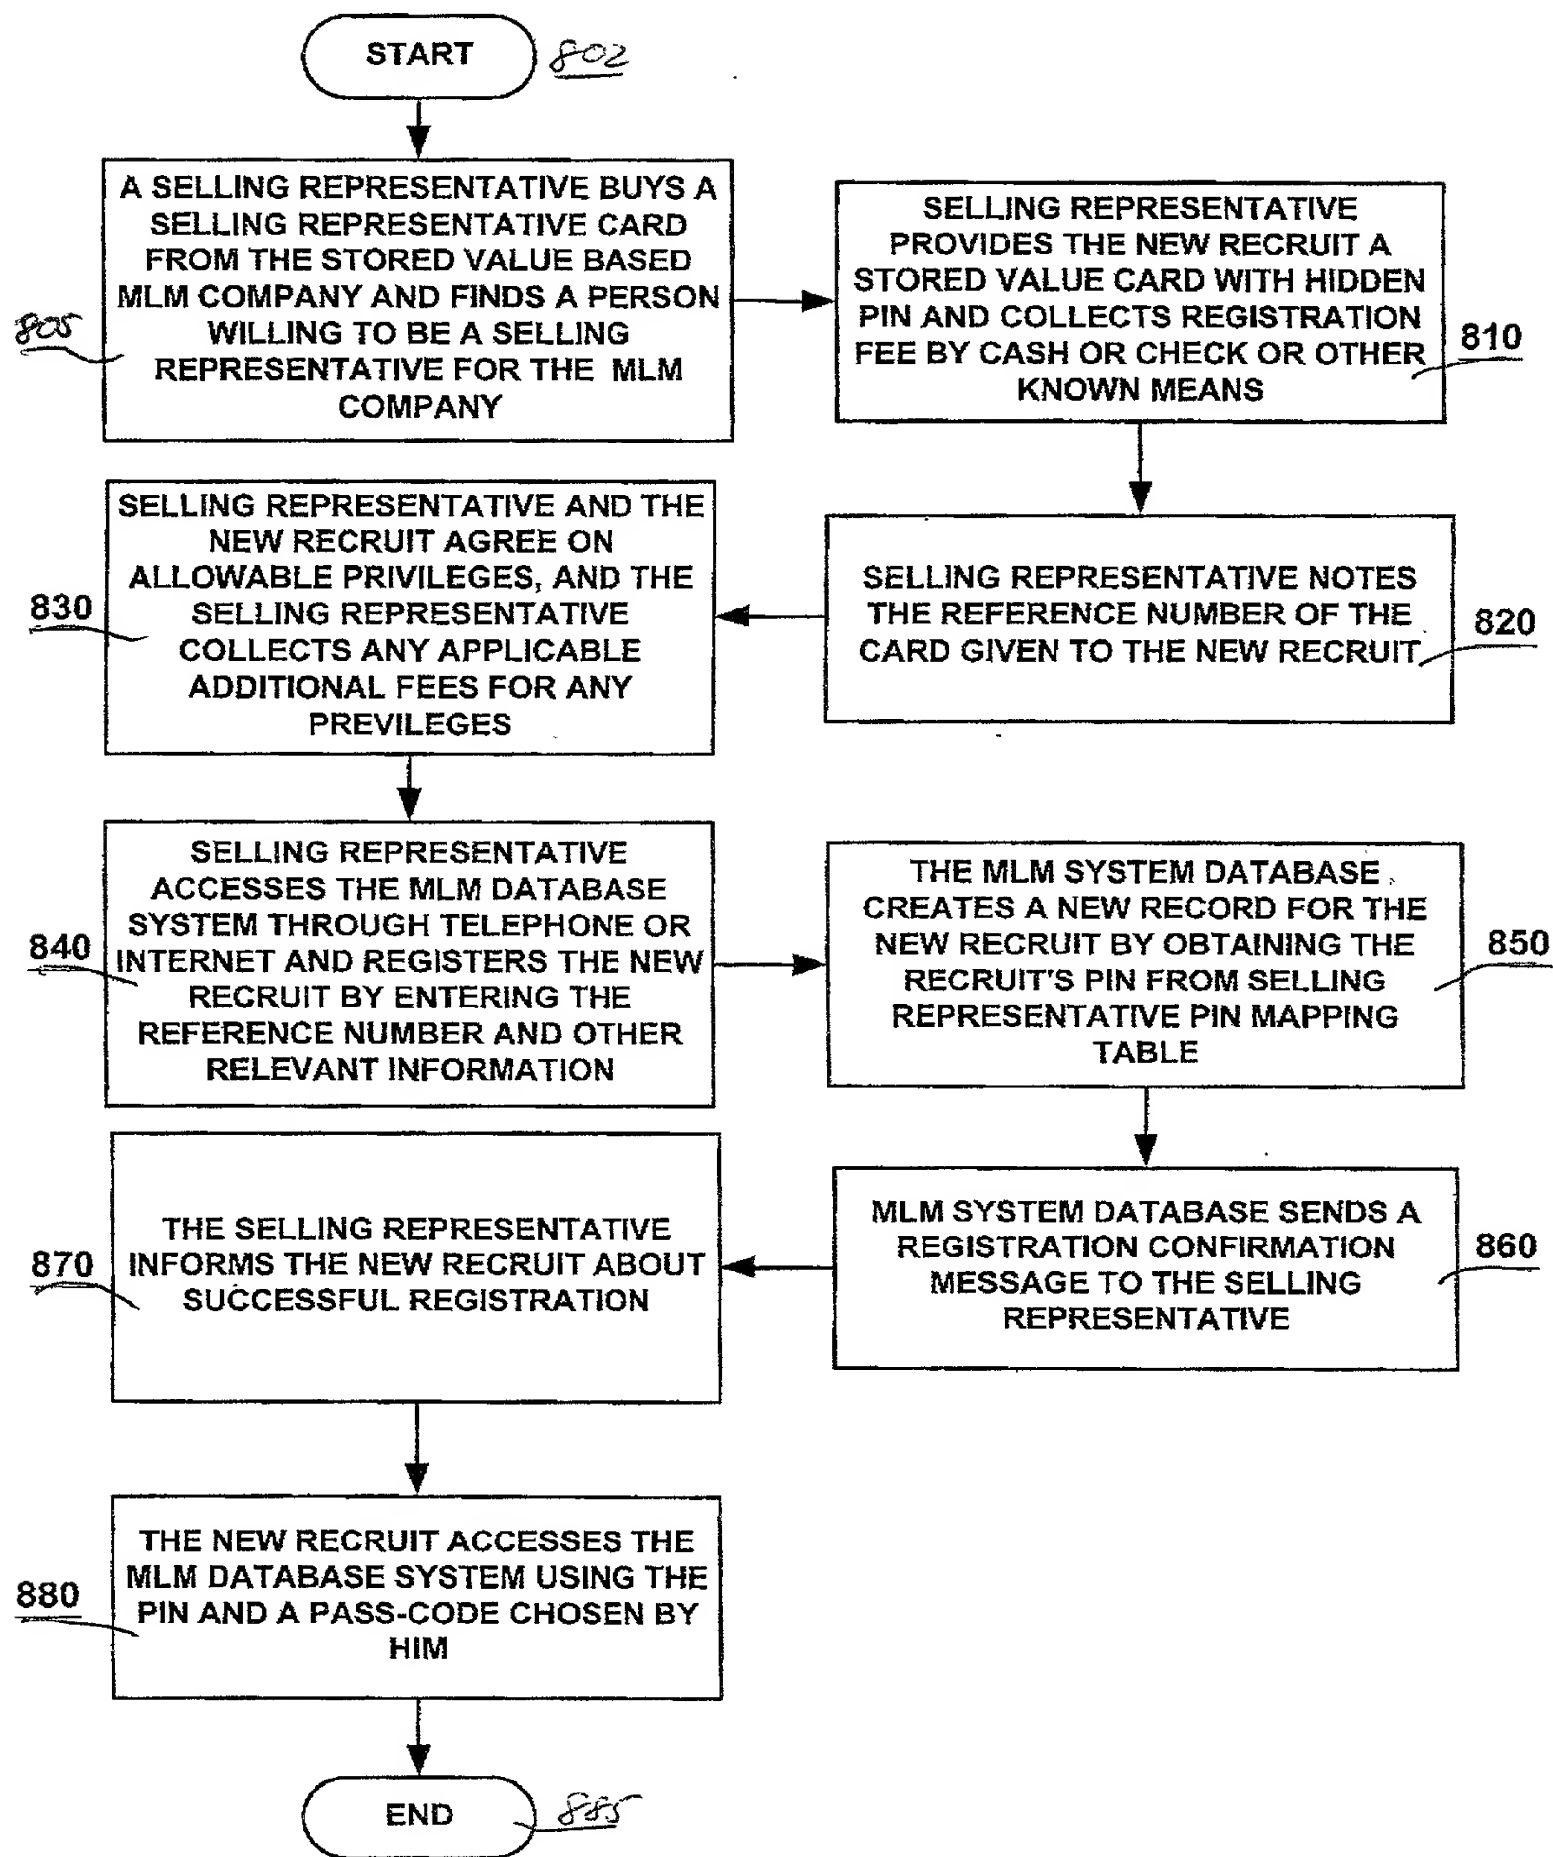 START 802
A SELLING REPRESENTATIVE BUYS A
SELLING REPRESENTATIVE CARD
FROM THE STORED VALUE BASED
MLM COMPANY AND FINDS A PERSON
WILLING TO BE A SELLING
REPRESENTATIVE FOR THE MLM
COMPANY
805
SELLING REPRESENTATIVE
PROVIDES THE NEW RECRUIT A
STORED VALUE CARD WITH HIDDEN
PIN AND COLLECTS REGISTRATION
FEE BY CASH OR CHECK OR OTHER
KNOWN MEANS
810
SELLING REPRESENTATIVE NOTES
THE REFERENCE NUMBER OF THE
CARD GIVEN TO THE NEW RECRUIT
820
SELLING REPRESENTATIVE AND THE
NEW RECRUIT AGREE ON
ALLOWABLE PRIVILEGES, AND THE
SELLING REPRESENTATIVE
COLLECTS ANY APPLICABLE
ADDITIONAL FEES FOR ANY
PREVILEGES
830
SELLING REPRESENTATIVE
ACCESSES THE MLM DATABASE
SYSTEM THROUGH TELEPHONE OR
INTERNET AND REGISTERS THE NEW
RECRUIT BY ENTERING THE
REFERENCE NUMBER AND OTHER
RELEVANT INFORMATION
840
THE MLM SYSTEM DATABASE
CREATES A NEW RECORD FOR THE
NEW RECRUIT BY OBTAINING THE
RECRUIT'S PIN FROM SELLING
REPRESENTATIVE PIN MAPPING
TABLE
850
MLM SYSTEM DATABASE SENDS A
REGISTRATION CONFIRMATION
MESSAGE TO THE SELLING
REPRESENTATIVE
860
THE SELLING REPRESENTATIVE
INFORMS THE NEW RECRUIT ABOUT
SUCCESSFUL REGISTRATION
870
THE NEW RECRUIT ACCESSES THE
MLM DATABASE SYSTEM USING THE
PIN AND A PASS-CODE CHOSEN BY
HIM
880
END 885